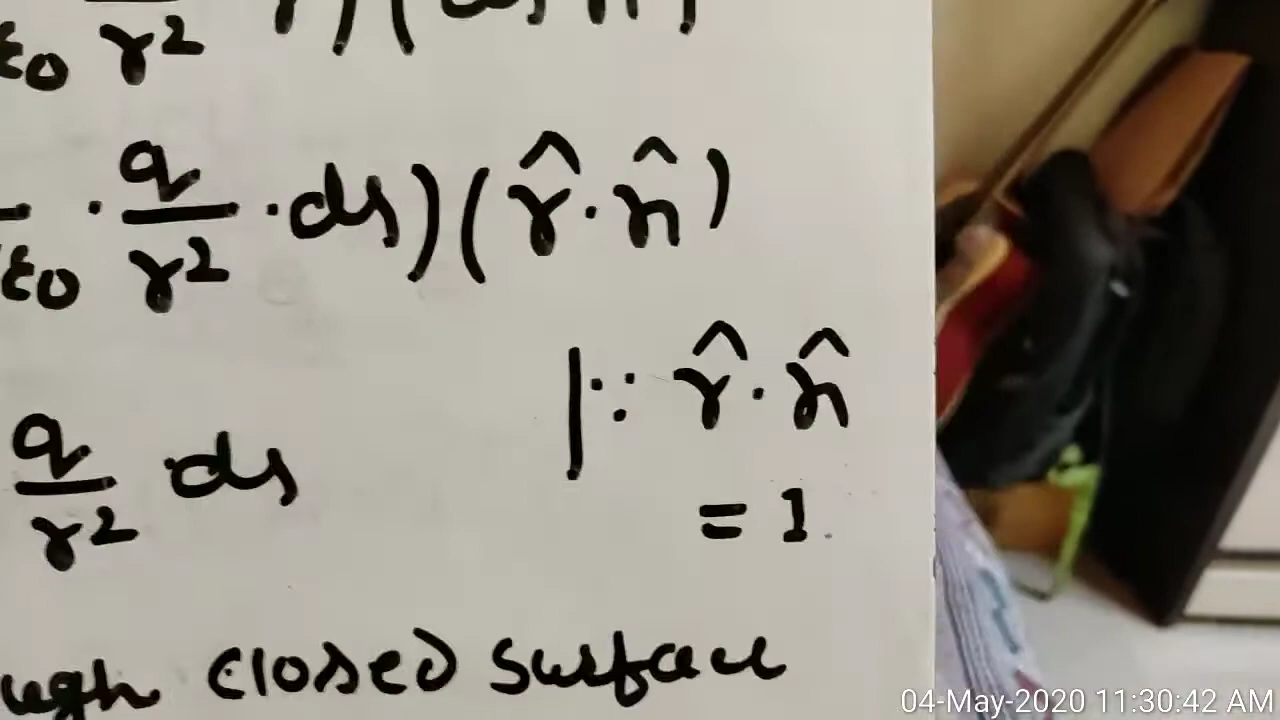 ε0 r²
· q/r² · ds) (r̂ · n̂)
ε0
| ∵ r̂ · n̂
q/r² ds
= 1
closed surface
04-May-2020 11:30:42 AM